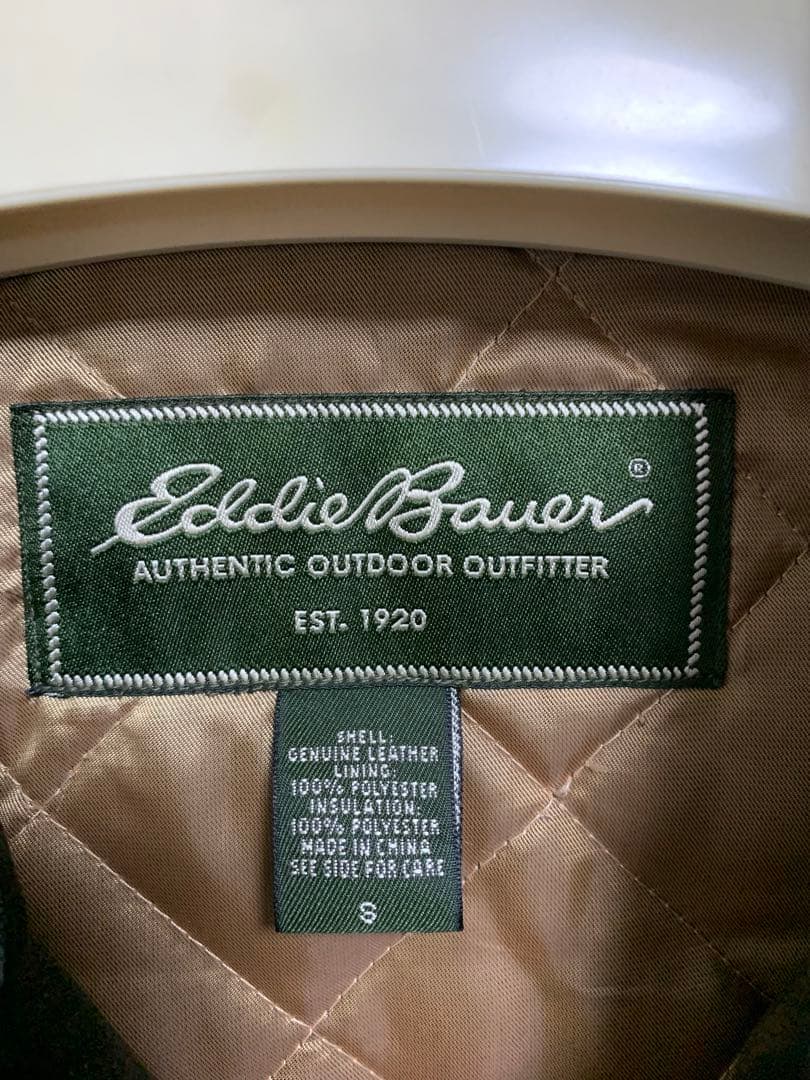 Eddie Bauer®
AUTHENTIC OUTDOOR OUTFITTER
EST. 1920
SHELL:
GENUINE LEATHER
LINING:
100% POLYESTER
INSULATION:
100% POLYESTER
MADE IN CHINA
SEE SIDE FOR CARE
S